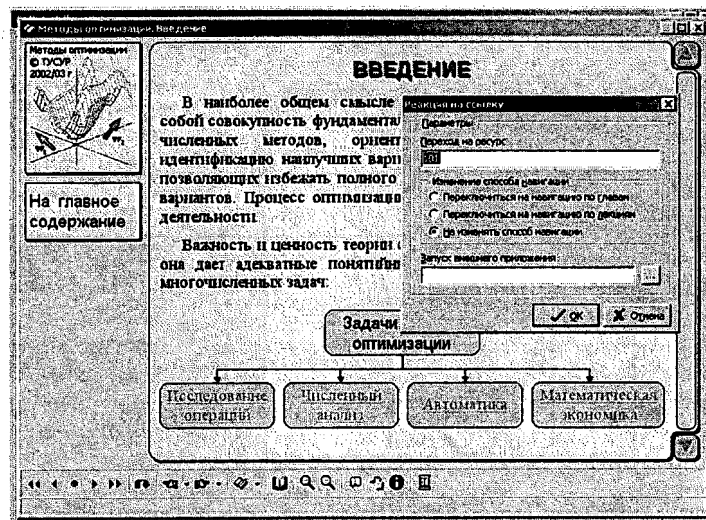 Методы оптимизации. Введение
Методы оптимизации
© ТУСУР
2002/03 г
На главное
содержание
ВВЕДЕНИЕ
В наиболее общем смысле
собой совокупность фундамента
численных методов, ориент
идентификацию наилучших вари
позволяющих избежать полного
вариантов. Процесс оптимизаци
деятельности
Важность и ценность теории
она дает адекватные понятийн
многочисленных задач:
Задачи
оптимизации
Исследование
операций
Численный
анализ
Автоматика
Математическая
экономика
Реакция на ссылку
Параметры
Переход на ресурс
Изменение способа навигации
Переключиться на навигацию по главам
Переключиться на навигацию по лекциям
Не изменять способ навигации
Запуск внешнего приложения
...
OK
Отмена